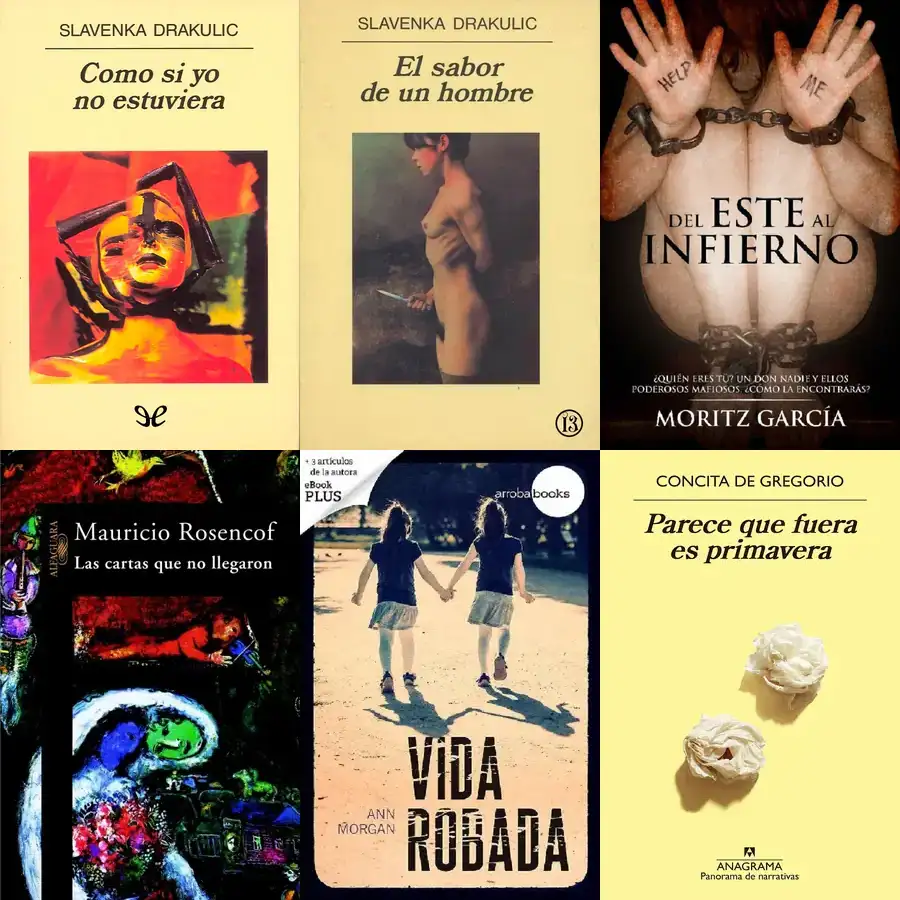 SLAVENKA DRAKULIC
Como si yo
no estuviera
SLAVENKA DRAKULIC
El sabor
de un hombre
13
HELP
ME
DEL ESTE AL
INFIERNO
¿QUIÉN ERES TÚ? UN DON NADIE Y ELLOS
PODEROSOS MAFIOSOS. ¿CÓMO LA ENCONTRARÁS?
MORITZ GARCÍA
ALFAGUARA
Mauricio Rosencof
Las cartas que no llegaron
+ 3 artículos
de la autora
eBook
PLUS
arrobabooks
VIDA
ROBADA
ANN
MORGAN
CONCITA DE GREGORIO
Parece que fuera
es primavera
ANAGRAMA
Panorama de narrativas